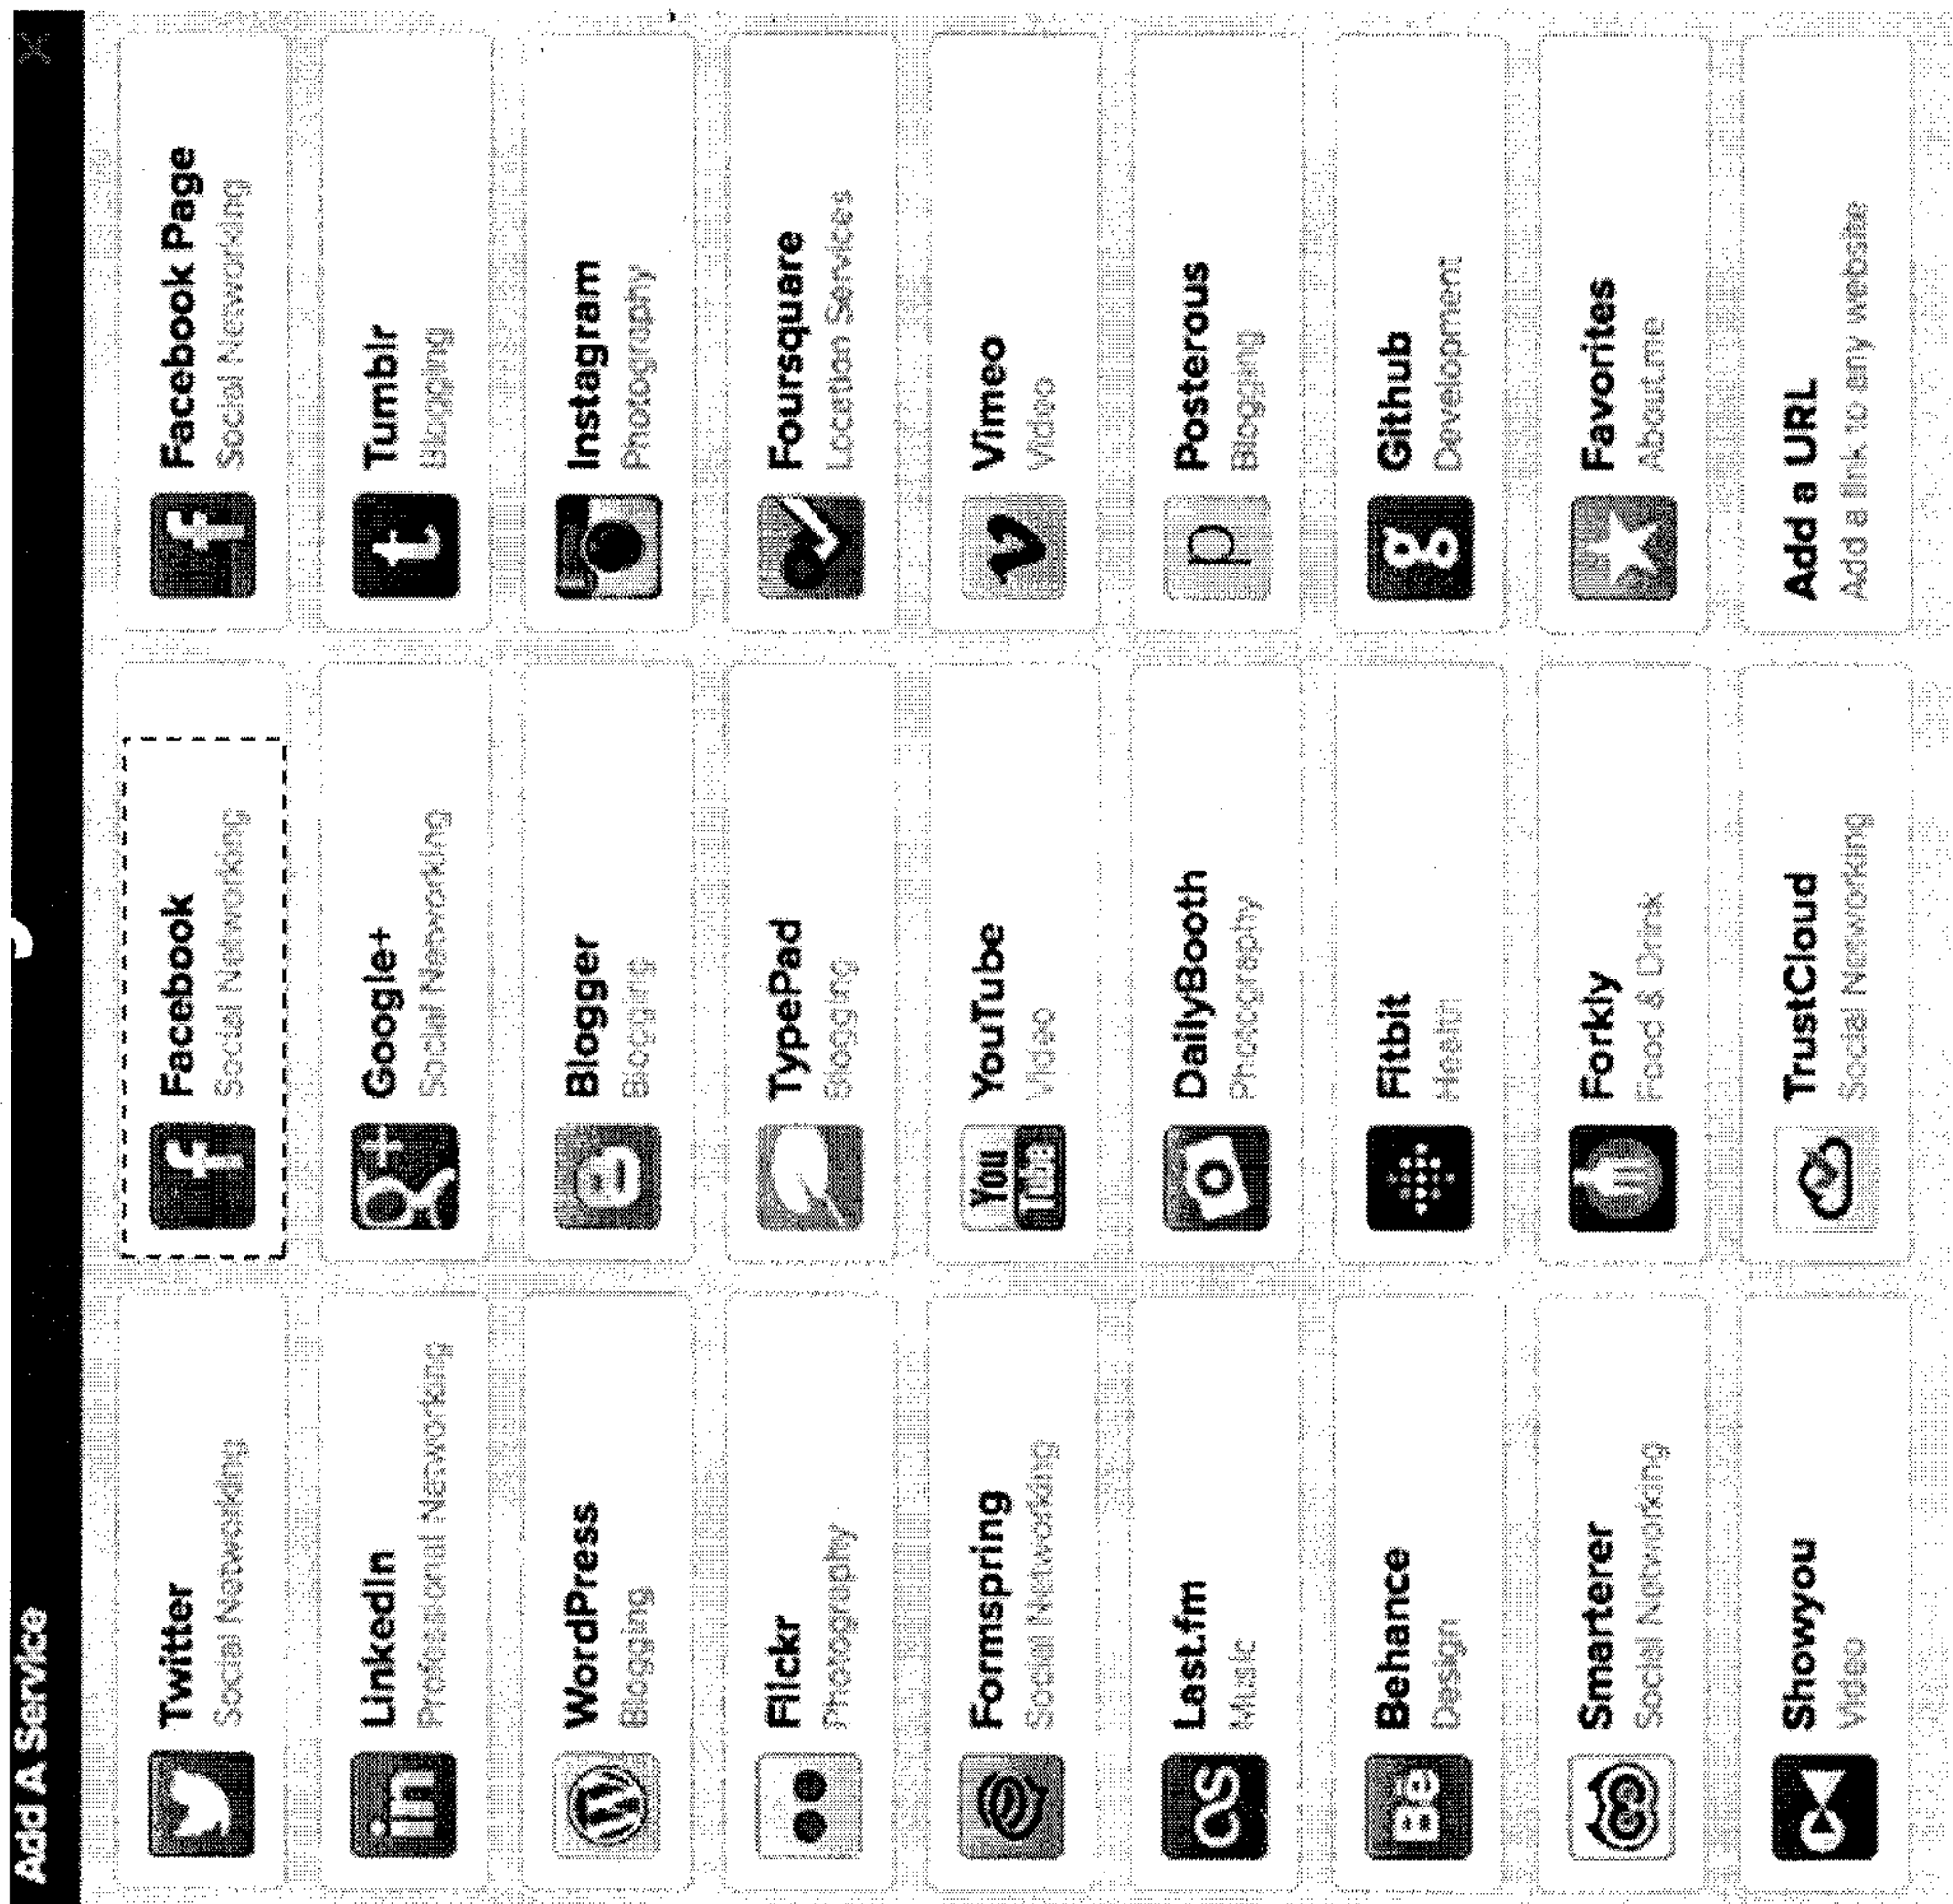 Add A Service
Twitter
Social Networking
Facebook
Social Networking
Facebook Page
Social Networking
LinkedIn
Professional Networking
Google+
Social Networking
Tumblr
Blogging
WordPress
Blogging
Blogger
Blogging
Instagram
Photography
Flickr
Photography
TypePad
Blogging
Foursquare
Location Services
Formspring
Social Networking
You
Tube
YouTube
Video
Vimeo
Video
Last.fm
Music
DailyBooth
Photography
Posterous
Blogging
Behance
Design
Fitbit
Health
Github
Development
Smarterer
Social Networking
Forkly
Food & Drink
Favorites
About.me
Showyou
Video
TrustCloud
Social Networking
Add a URL
Add a link to any website